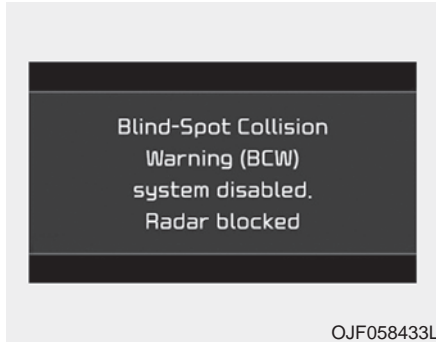 Blind-Spot Collision
Warning (BCW)
system disabled.
Radar blocked
OJF058433L